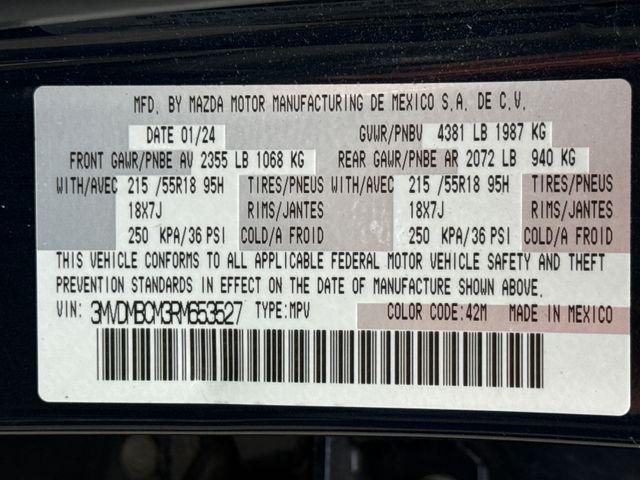 MFD. BY MAZDA MOTOR MANUFACTURING DE MEXICO S.A. DE C.V.
DATE 01/24 GVWR/PNBV 4381 LB 1987 KG
FRONT GAWR/PNBE AV 2355 LB 1068 KG REAR GAWR/PNBE AR 2072 LB 940 KG
WITH/AVEC 215 /55R18 95H TIRES/PNEUS WITH/AVEC 215 /55R18 95H TIRES/PNEUS
18X7J RIMS/JANTES 18X7J RIMS/JANTES
250 KPA/36 PSI COLD/A FROID 250 KPA/36 PSI COLD/A FROID
THIS VEHICLE CONFORMS TO ALL APPLICABLE FEDERAL MOTOR VEHICLE SAFETY AND THEFT
PREVENTION STANDARDS IN EFFECT ON THE DATE OF MANUFACTURE SHOWN ABOVE.
VIN: 3MVDMBCM3RM653527 TYPE:MPV COLOR CODE:42M MADE IN MEXICO